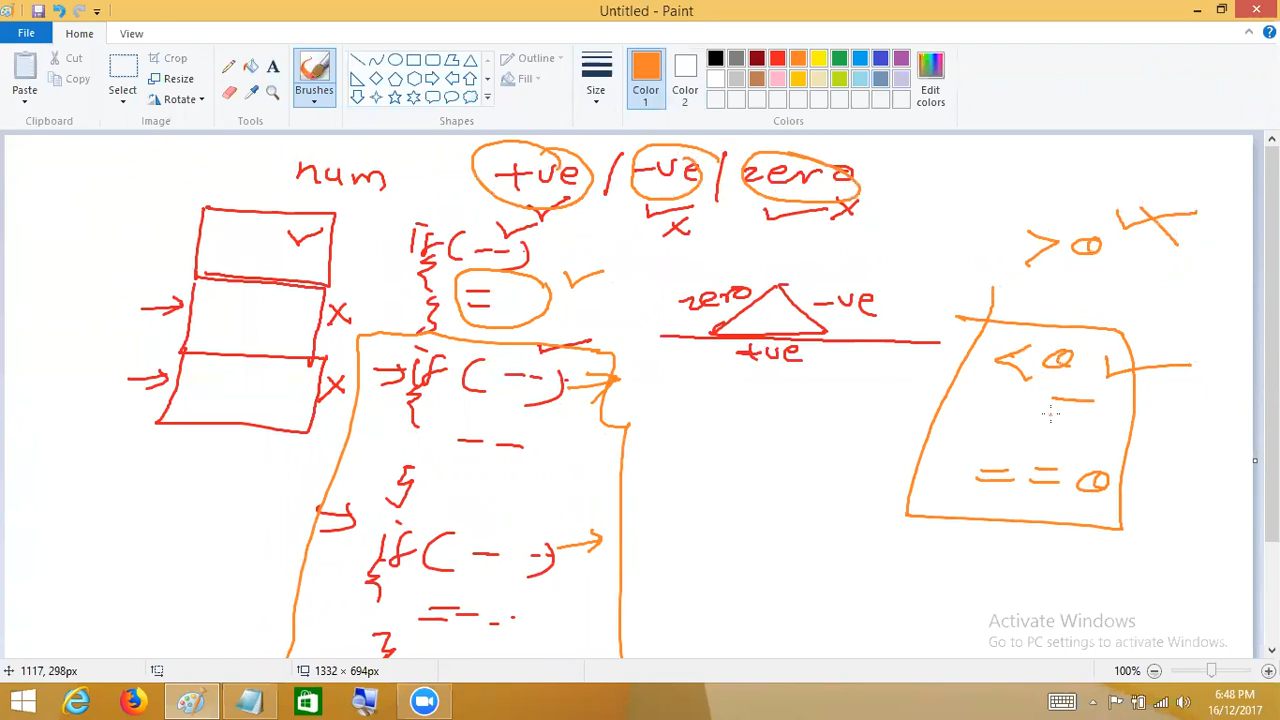 Untitled - Paint
File Home View
Paste
Cut
Copy
Clipboard
Select
Crop
Resize
Rotate
Image
A
Tools
Brushes
Shapes
Outline
Fill
Size
Color 1
Color 2
Edit colors
Colors
num +ve / -ve / zero
✓ ✓ x ✓ x
if( -- )
{
=
}
✓
✓
x
x
zero -ve
+ve
> 0 ✓ x
< 0 ✓
== 0
if ( -- )
{
--
}
if ( -- )
{
==--
}
Activate Windows
Go to PC settings to activate Windows.
1117, 298px
1332 × 694px
100%
6:48 PM
16/12/2017